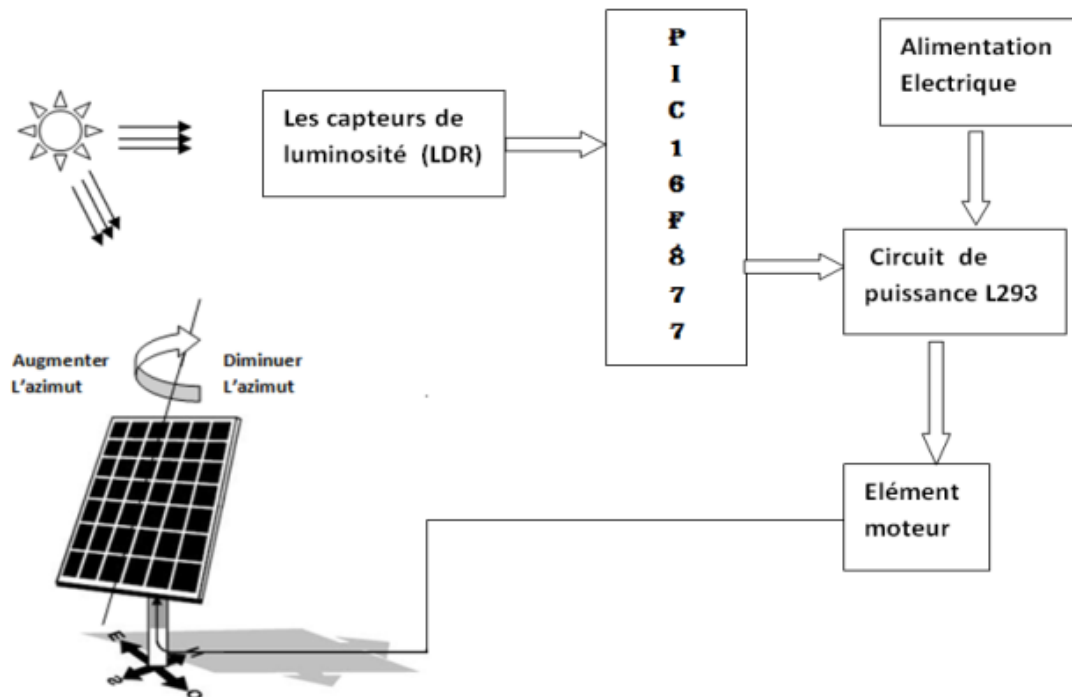 Les capteurs de
luminosité (LDR)
P
I
C
1
6
F
8
7
7
Alimentation
Electrique
Circuit de
puissance L293
Elément
moteur
Augmenter
L'azimut
Diminuer
L'azimut
E
N
S
O